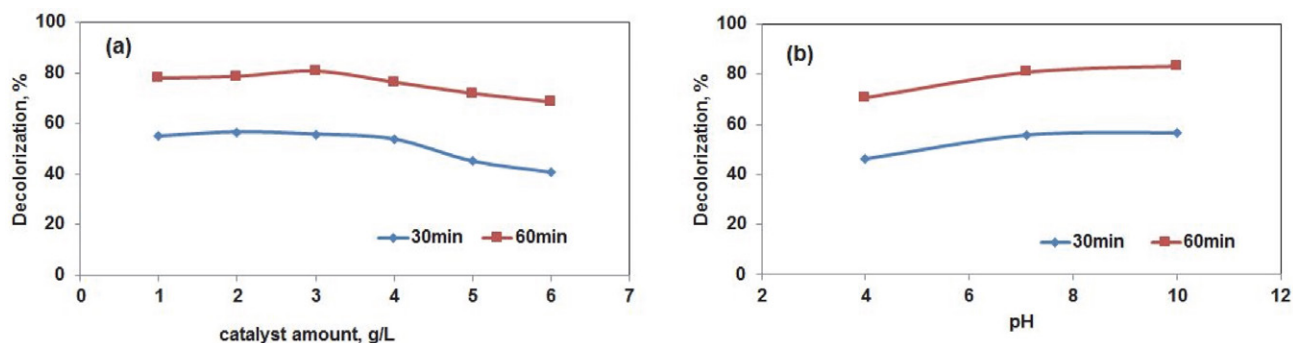 (a)
Decolorization, %
100
80
60
40
20
0
30min
60min
0 1 2 3 4 5 6 7
catalyst amount, g/L
(b)
Decolorization, %
100
80
60
40
20
0
30min
60min
2 4 6 8 10 12
pH